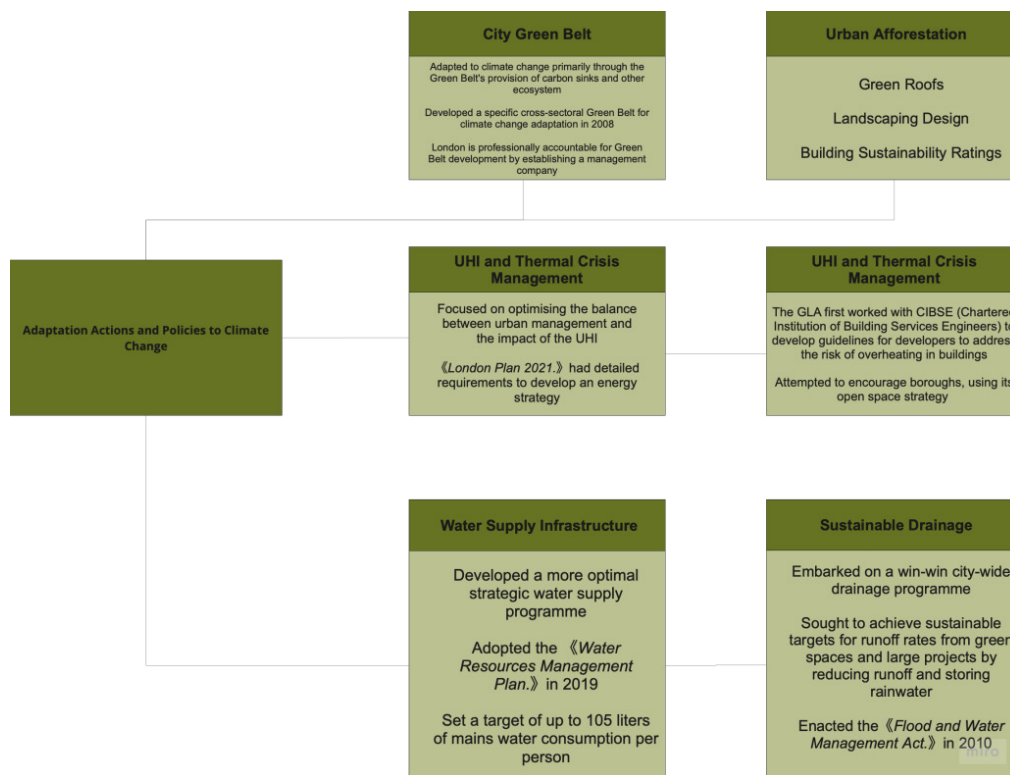 City Green Belt
Adapted to climate change primarily through the
Green Belt's provision of carbon sinks and other
ecosystem
Developed a specific cross-sectoral Green Belt for
climate change adaptation in 2008
London is professionally accountable for Green
Belt development by establishing a management
company
Urban Afforestation
Green Roofs
Landscaping Design
Building Sustainability Ratings
Adaptation Actions and Policies to Climate
Change
UHI and Thermal Crisis
Management
Focused on optimising the balance
between urban management and
the impact of the UHI
《London Plan 2021.》had detailed
requirements to develop an energy
strategy
UHI and Thermal Crisis
Management
The GLA first worked with CIBSE (Chartered
Institution of Building Services Engineers) to
develop guidelines for developers to address
the risk of overheating in buildings
Attempted to encourage boroughs, using its
open space strategy
Water Supply Infrastructure
Developed a more optimal
strategic water supply
programme
Adopted the 《Water
Resources Management
Plan.》in 2019
Set a target of up to 105 liters
of mains water consumption per
person
Sustainable Drainage
Embarked on a win-win city-wide
drainage programme
Sought to achieve sustainable
targets for runoff rates from green
spaces and large projects by
reducing runoff and storing
rainwater
Enacted the 《Flood and Water
Management Act.》in 2010
miro